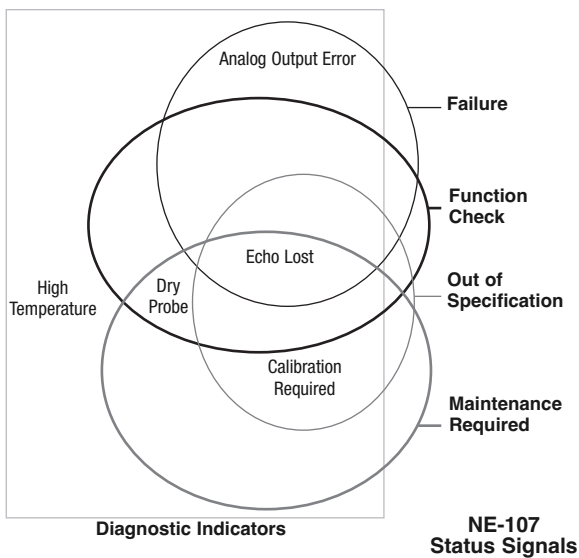 Analog Output Error
Failure
Function
Check
Echo Lost
High
Temperature
Dry
Probe
Out of
Specification
Calibration
Required
Maintenance
Required
Diagnostic Indicators
NE-107
Status Signals